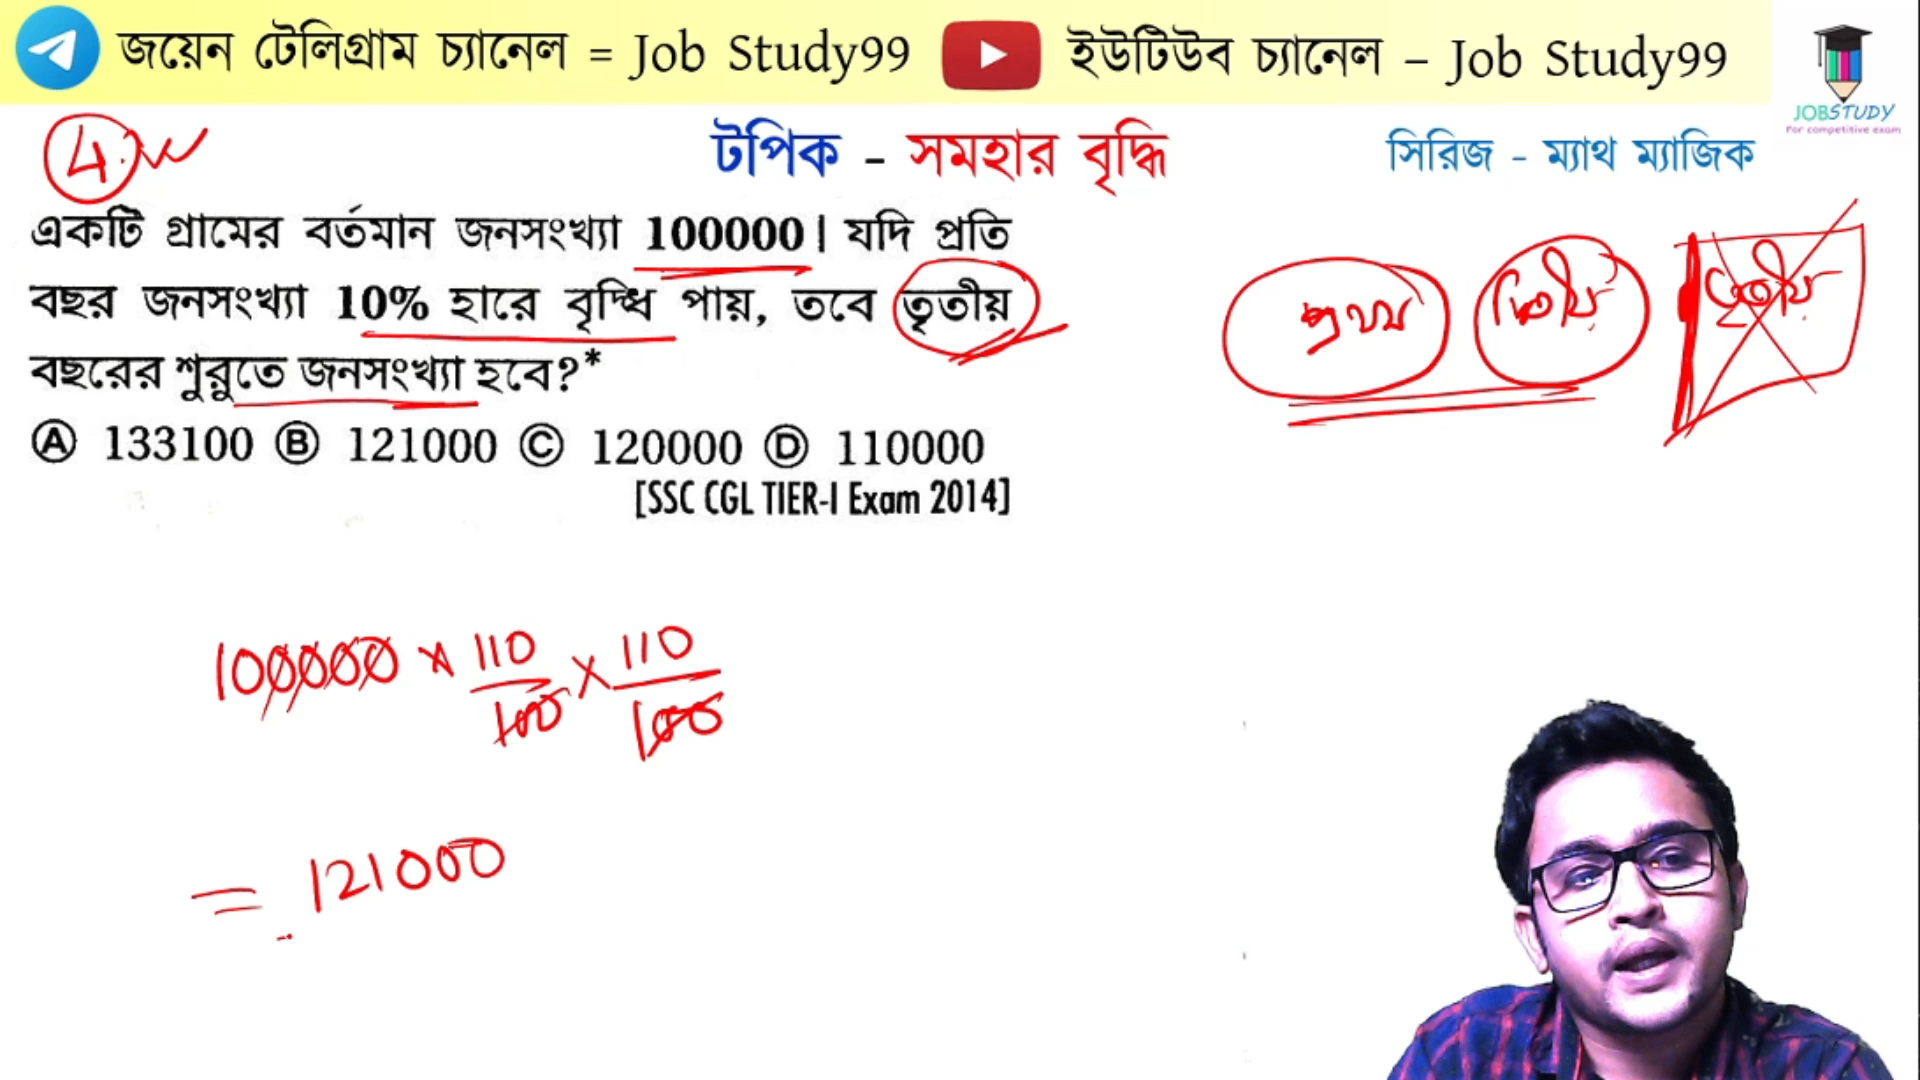 জয়েন টেলিগ্রাম চ্যানেল = Job Study99 ইউটিউব চ্যানেল – Job Study99
JOBSTUDY
For competitive exam
4.
টপিক - সমহার বৃদ্ধি
সিরিজ - ম্যাথ ম্যাজিক
একটি গ্রামের বর্তমান জনসংখ্যা 100000। যদি প্রতি
বছর জনসংখ্যা 10% হারে বৃদ্ধি পায়, তবে তৃতীয়
বছরের শুরুতে জনসংখ্যা হবে?*
Ⓐ 133100 Ⓑ 121000 Ⓒ 120000 Ⓓ 110000
[SSC CGL TIER-I Exam 2014]
প্রথম দ্বিতীয় তৃতীয়
100000 × 110/100 × 110/100
= 121000